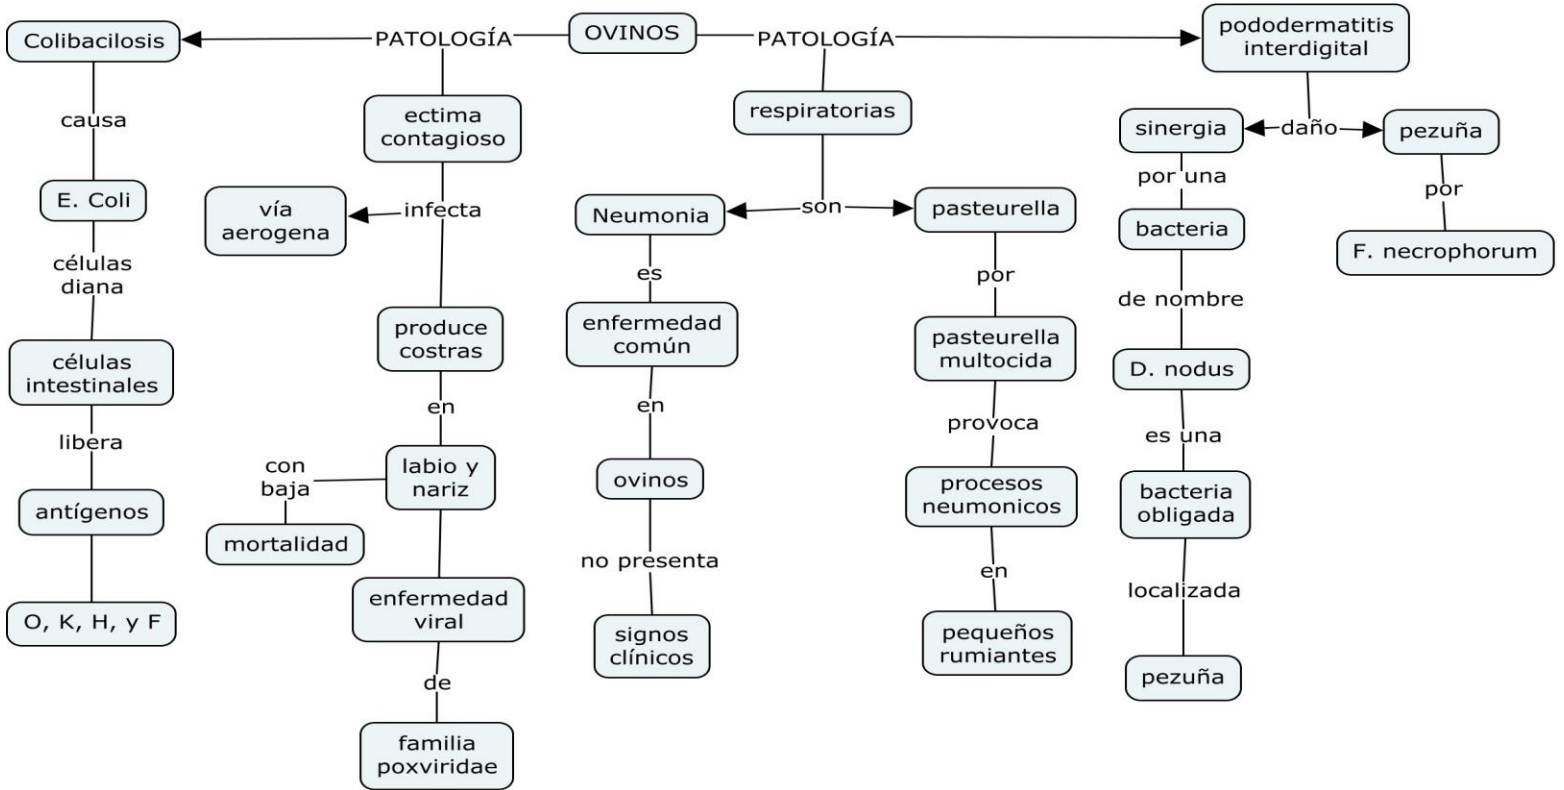 OVINOS
PATOLOGÍA
Colibacilosis
causa
E. Coli
células
diana
células
intestinales
libera
antígenos
O, K, H, y F
ectima
contagioso
infecta
vía
aerogena
produce
costras
en
labio y
nariz
con
baja
mortalidad
enfermedad
viral
de
familia
poxviridae
PATOLOGÍA
respiratorias
son
Neumonia
es
enfermedad
común
en
ovinos
no presenta
signos
clínicos
pasteurella
por
pasteurella
multocida
provoca
procesos
neumonicos
en
pequeños
rumiantes
pododermatitis
interdigital
daño
sinergia
por una
bacteria
de nombre
D. nodus
es una
bacteria
obligada
localizada
pezuña
pezuña
por
F. necrophorum